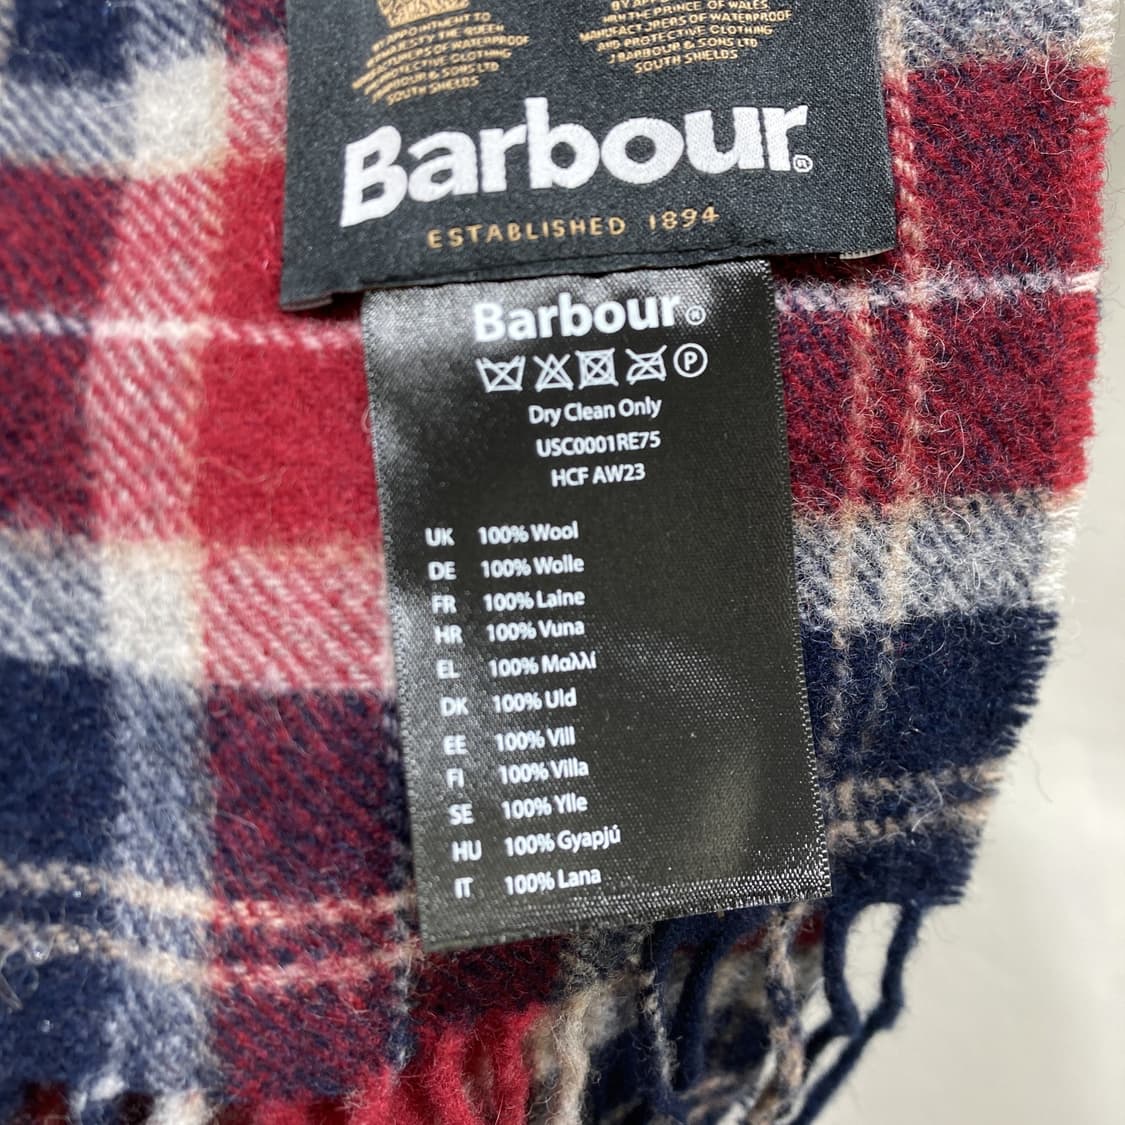 BY APPOINTMENT TO
HER MAJESTY THE QUEEN
MANUFACTURERS OF WATERPROOF
AND PROTECTIVE CLOTHING
J BARBOUR & SONS LTD
SOUTH SHIELDS
BY APPOINTMENT TO
HRH THE PRINCE OF WALES
MANUFACTURERS OF WATERPROOF
AND PROTECTIVE CLOTHING
J BARBOUR & SONS LTD
SOUTH SHIELDS
Barbour®
ESTABLISHED 1894
Barbour®
P
Dry Clean Only
USC0001RE75
HCF AW23
UK 100% Wool
DE 100% Wolle
FR 100% Laine
HR 100% Vuna
EL 100% Μαλλί
DK 100% Uld
EE 100% Vill
FI 100% Villa
SE 100% Ylle
HU 100% Gyapjú
IT 100% Lana